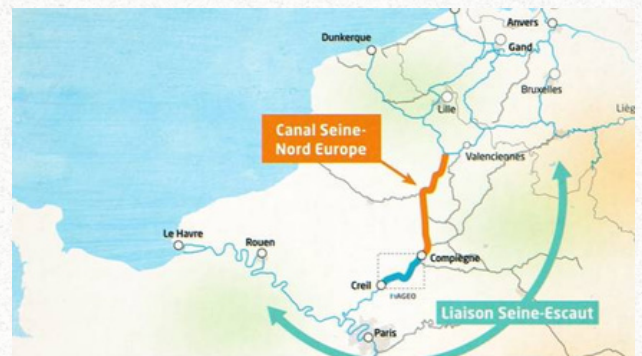 Anvers
Dunkerque
Gand
Bruxelles
Lille
Canal Seine-
Nord Europe
Valenciennes
Le Havre
Rouen
Compiègne
Creil
MAGEO
Liaison Seine-Escaut
Paris